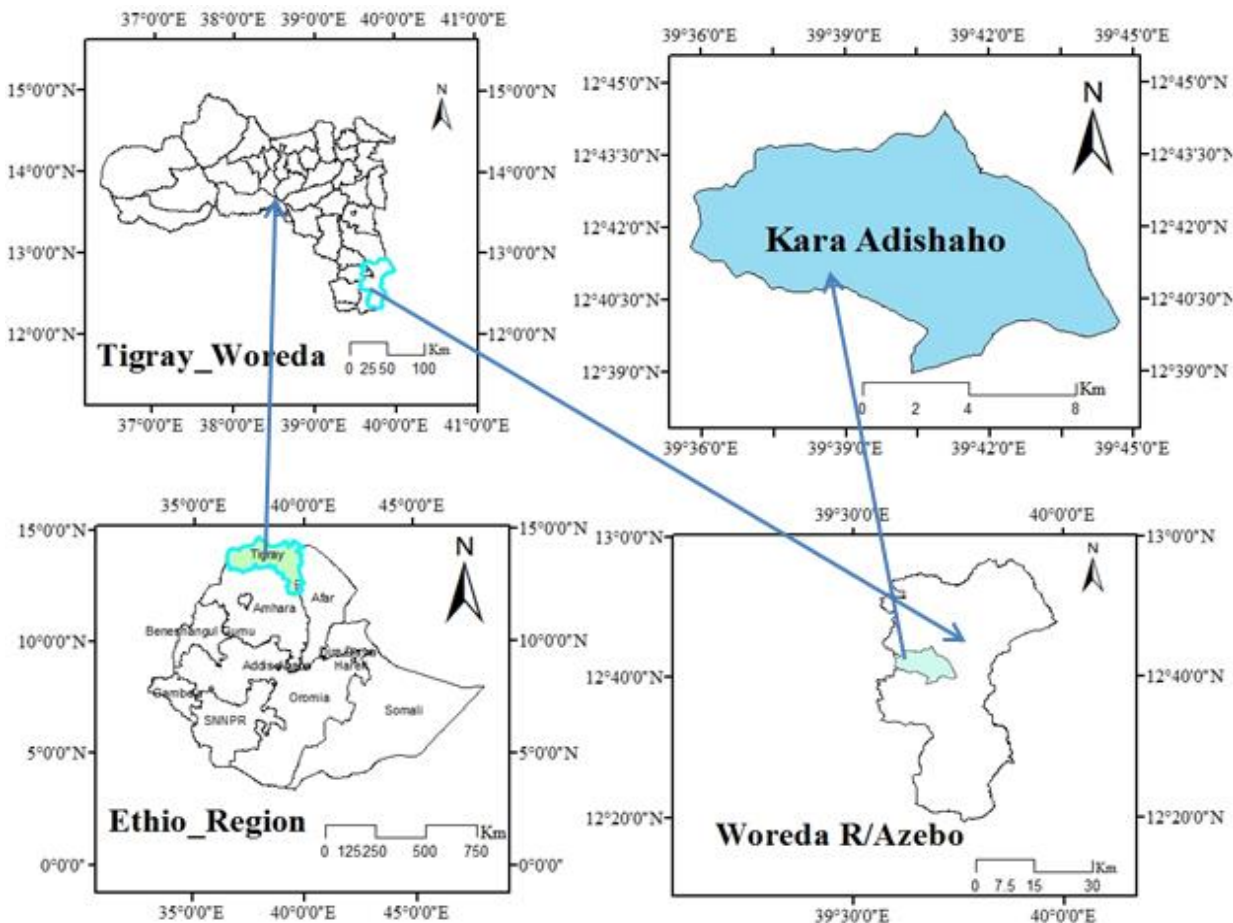 37°0'0"E 38°0'0"E 39°0'0"E 40°0'0"E 41°0'0"E
15°0'0"N 15°0'0"N
N
14°0'0"N 14°0'0"N
13°0'0"N 13°0'0"N
12°0'0"N 12°0'0"N
Tigray_Woreda
Km
0 25 50 100
37°0'0"E 38°0'0"E 39°0'0"E 40°0'0"E 41°0'0"E
39°36'0"E 39°39'0"E 39°42'0"E 39°45'0"E
12°45'0"N 12°45'0"N
N
12°43'30"N 12°43'30"N
12°42'0"N 12°42'0"N
Kara Adishaho
12°40'30"N 12°40'30"N
12°39'0"N 12°39'0"N
Km
0 2 4 8
39°36'0"E 39°39'0"E 39°42'0"E 39°45'0"E
35°0'0"E 40°0'0"E 45°0'0"E
15°0'0"N 15°0'0"N
N
Tigray
Afar
Amhara
Beneshangul Gumu
10°0'0"N 10°0'0"N
Harer
Oromia
Somali
SNNPR
5°0'0"N 5°0'0"N
Ethio_Region
Km
0 125 250 500 750
0°0'0" 0°0'0"
35°0'0"E 40°0'0"E 45°0'0"E
39°30'0"E 40°0'0"E
13°0'0"N 13°0'0"N
N
12°40'0"N 12°40'0"N
12°20'0"N 12°20'0"N
Woreda R/Azebo
Km
0 7.5 15 30
39°30'0"E 40°0'0"E